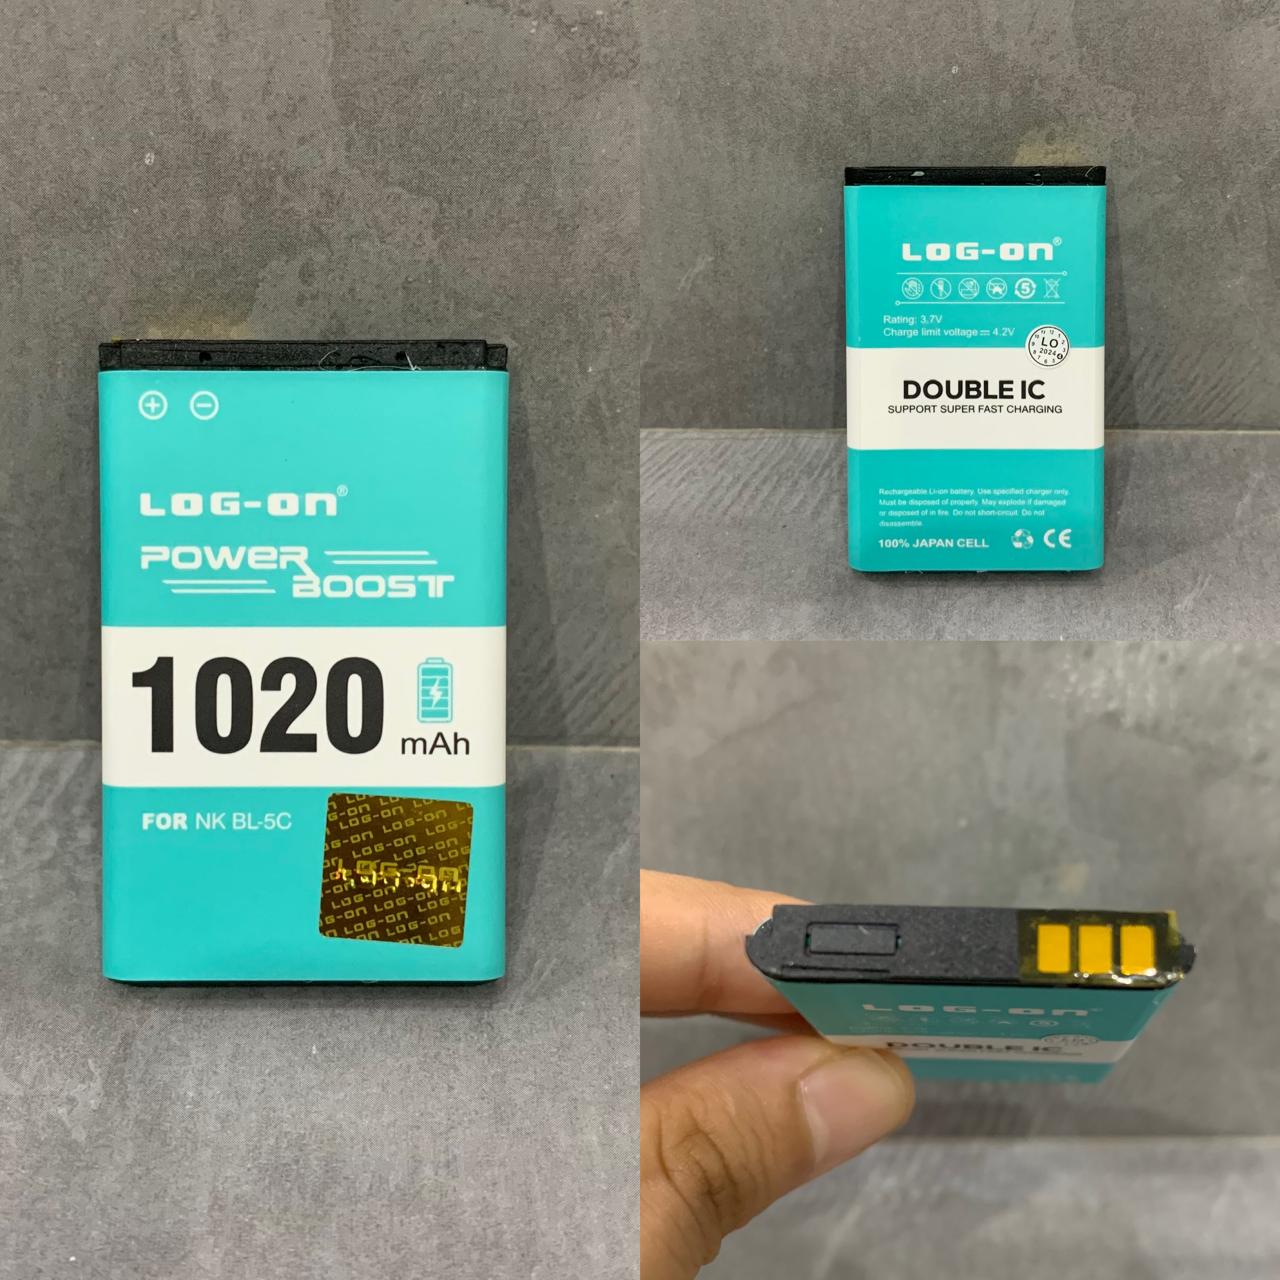 LOG-ON®
POWER
BOOST
1020
mAh
FOR NK BL-5C
LOG-ON
LOG-ON®
5
Rating: 3.7V
Charge limit voltage ⎓ 4.2V
LO
2024
DOUBLE IC
SUPPORT SUPER FAST CHARGING
Rechargeable Li-ion battery. Use specified charger only.
Must be disposed of properly. May explode if damaged
or disposed of in fire. Do not short-circuit. Do not
disassemble.
100% JAPAN CELL
CE
LOG-ON
DOUBLE IC